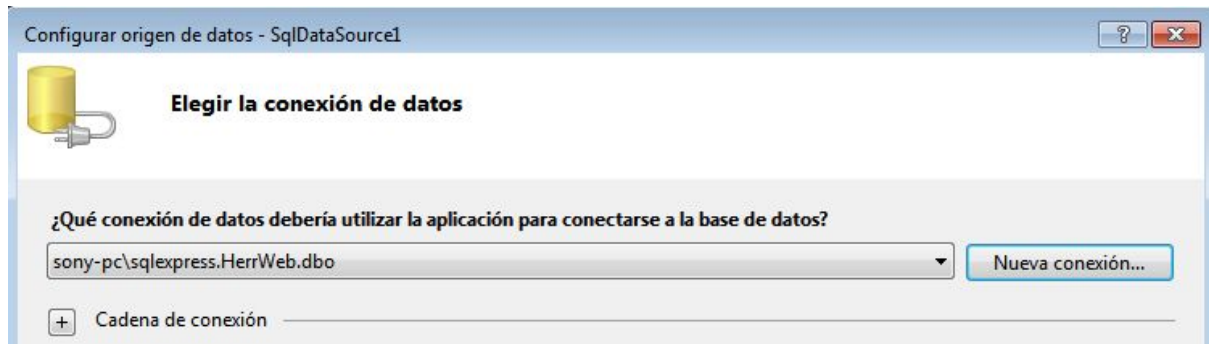 Configurar origen de datos - SqlDataSource1
?
Elegir la conexión de datos
¿Qué conexión de datos debería utilizar la aplicación para conectarse a la base de datos?
sony-pc\sqlexpress.HerrWeb.dbo
Nueva conexión...
+ Cadena de conexión